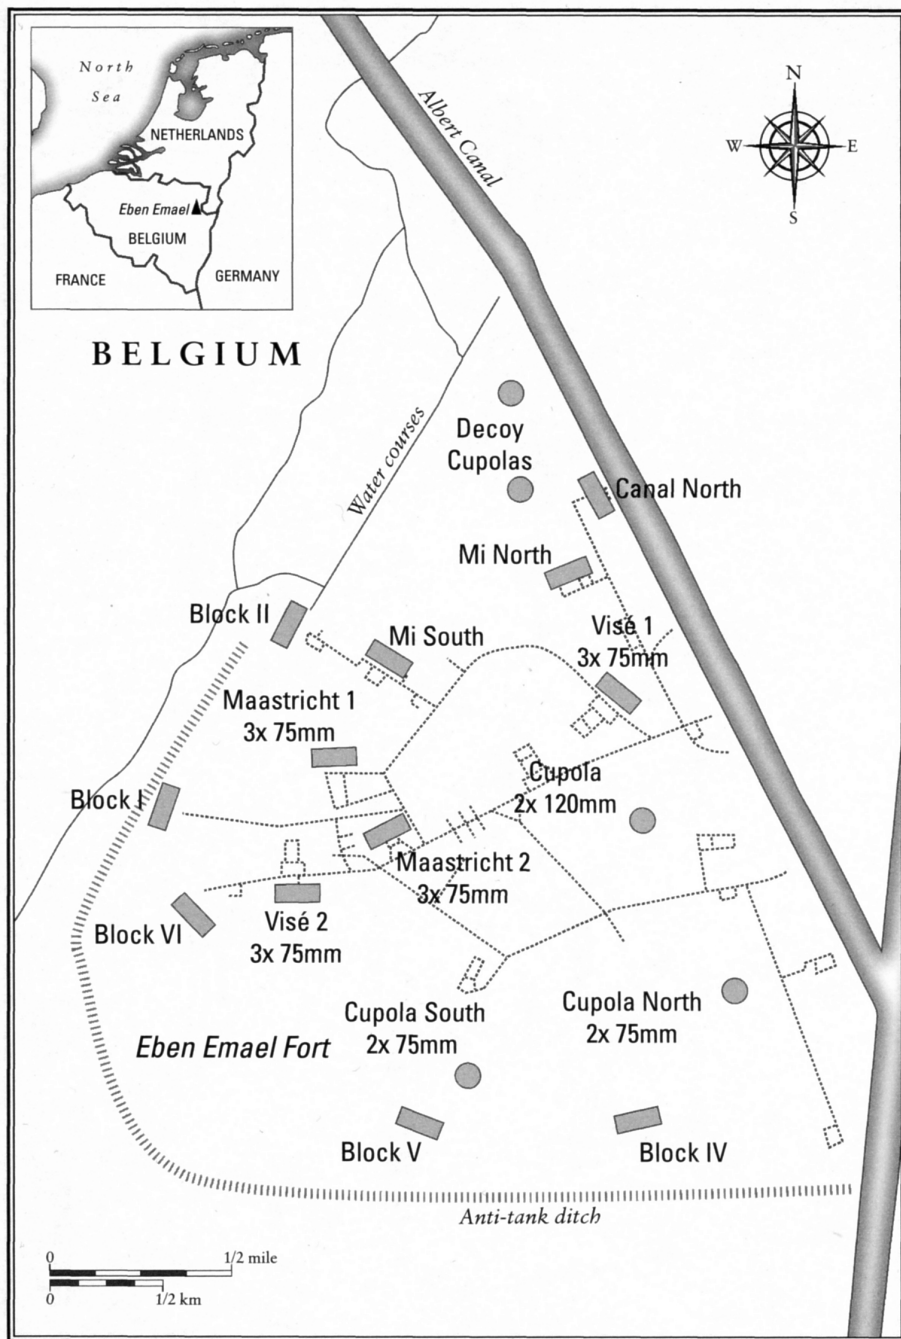 North
Sea
NETHERLANDS
Eben Emael
BELGIUM
FRANCE
GERMANY
Albert Canal
N
W
E
S
BELGIUM
Water courses
Decoy
Cupolas
Canal North
Mi North
Block II
Mi South
Visé 1
3x 75mm
Maastricht 1
3x 75mm
Cupola
2x 120mm
Block I
Maastricht 2
3x 75mm
Block VI
Visé 2
3x 75mm
Cupola South
2x 75mm
Cupola North
2x 75mm
Eben Emael Fort
Block V
Block IV
Anti-tank ditch
0
1/2 mile
0
1/2 km